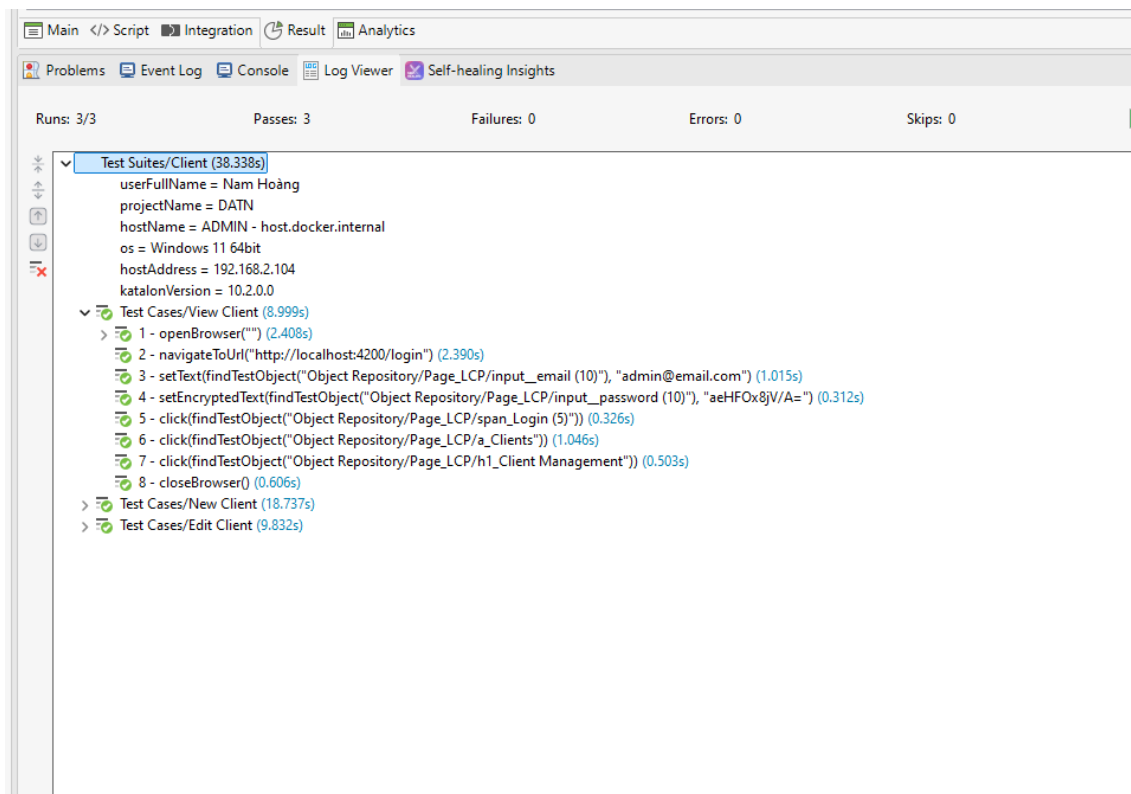 Main </> Script Integration Result Analytics
Problems Event Log Console Log Viewer Self-healing Insights
Runs: 3/3 Passes: 3 Failures: 0 Errors: 0 Skips: 0
Test Suites/Client (38.338s)
userFullName = Nam Hoàng
projectName = DATN
hostName = ADMIN - host.docker.internal
os = Windows 11 64bit
hostAddress = 192.168.2.104
katalonVersion = 10.2.0.0
Test Cases/View Client (8.999s)
1 - openBrowser("") (2.408s)
2 - navigateToUrl("http://localhost:4200/login") (2.390s)
3 - setText(findTestObject("Object Repository/Page_LCP/input__email (10)"), "admin@email.com") (1.015s)
4 - setEncryptedText(findTestObject("Object Repository/Page_LCP/input__password (10)"), "aeHFOx8jV/A=") (0.312s)
5 - click(findTestObject("Object Repository/Page_LCP/span_Login (5)")) (0.326s)
6 - click(findTestObject("Object Repository/Page_LCP/a_Clients")) (1.046s)
7 - click(findTestObject("Object Repository/Page_LCP/h1_Client Management")) (0.503s)
8 - closeBrowser() (0.606s)
Test Cases/New Client (18.737s)
Test Cases/Edit Client (9.832s)